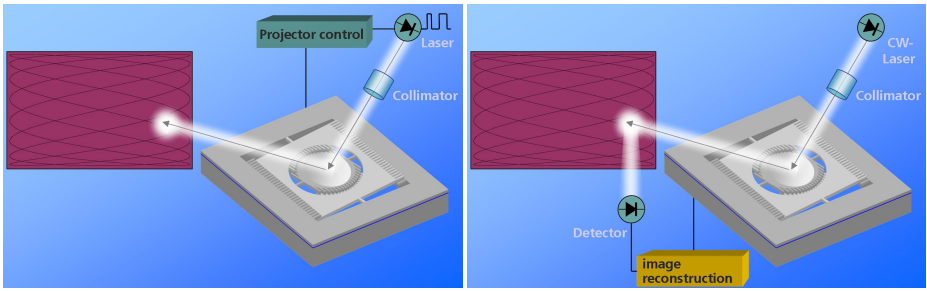 Projector control
Laser
Collimator
CW-
Laser
Collimator
Detector
image
reconstruction